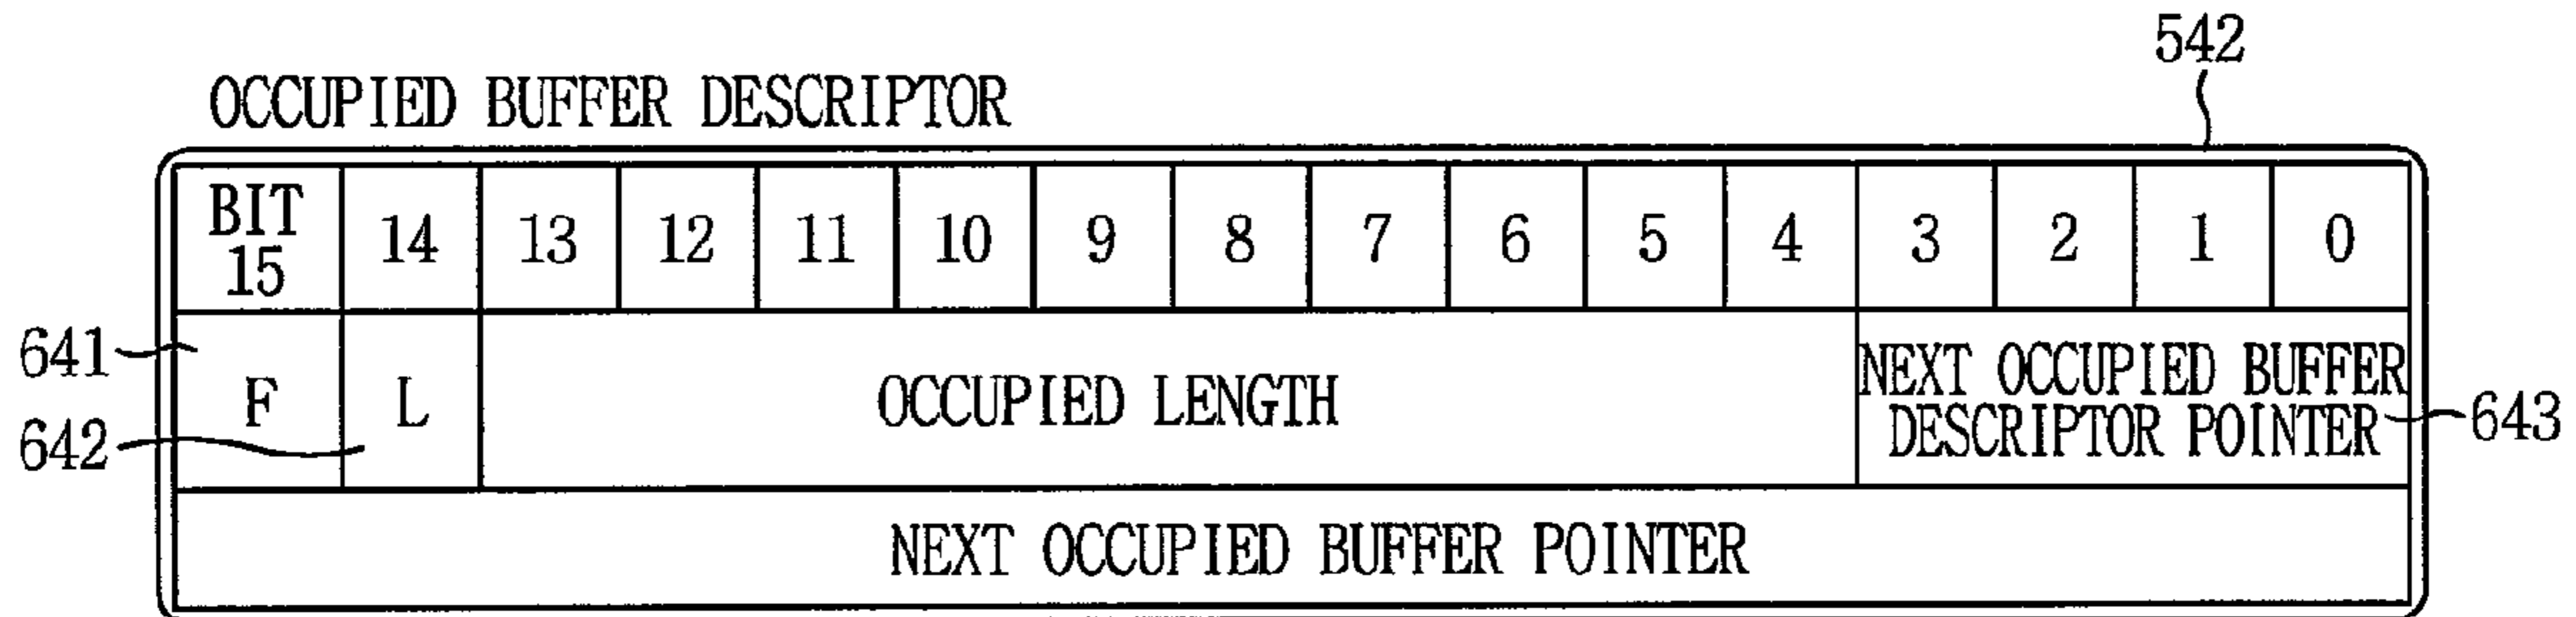 542
OCCUPIED BUFFER DESCRIPTOR
BIT 14 13 12 11 10 9 8 7 6 5 4 3 2 1 0
15
641
F L OCCUPIED LENGTH NEXT OCCUPIED BUFFER
DESCRIPTOR POINTER
642
643
NEXT OCCUPIED BUFFER POINTER